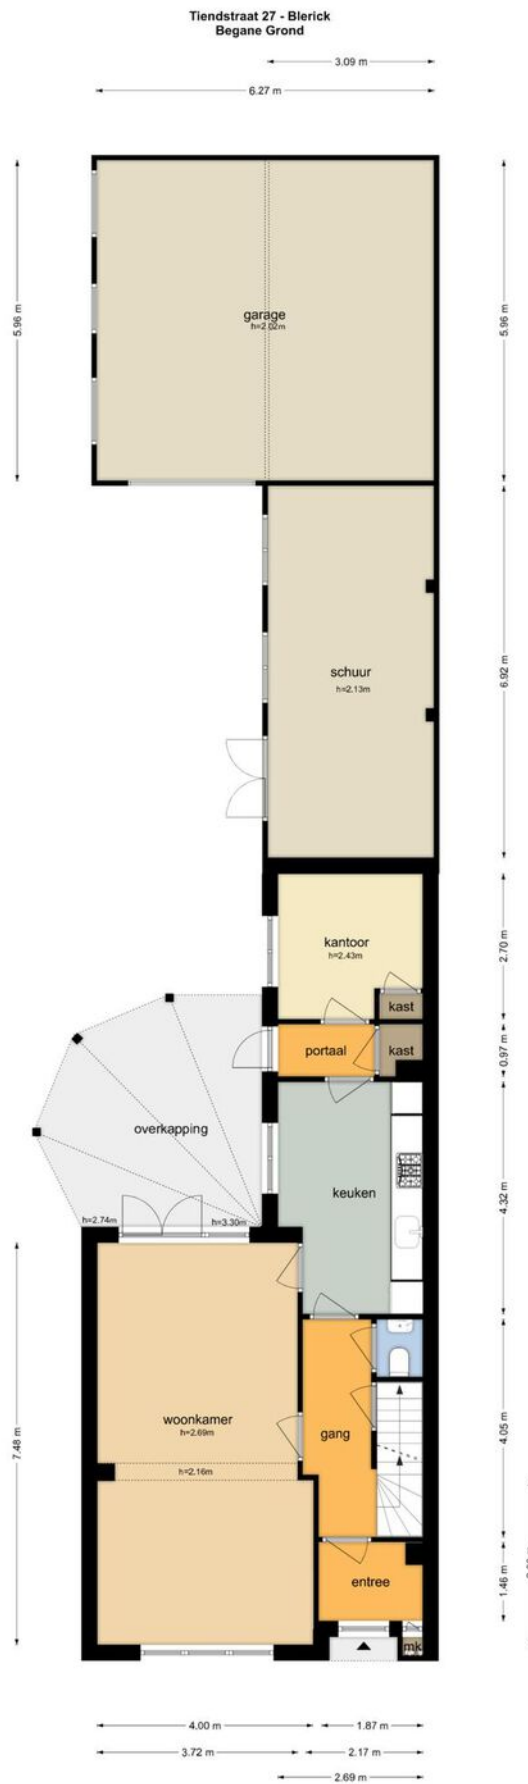 Tiendstraat 27 - Blerick
Begane Grond
3.09 m
6.27 m
5.96 m
5.96 m
garage
h=2.02m
schuur
h=2.13m
6.92 m
kantoor
h=2.43m
2.70 m
kast
portaal
kast
0.97 m
overkapping
keuken
4.32 m
h=2.74m
h=3.30m
woonkamer
h=2.69m
gang
7.48 m
4.05 m
h=2.16m
entree
1.46 m
mk
4.00 m
1.87 m
3.72 m
2.17 m
2.69 m